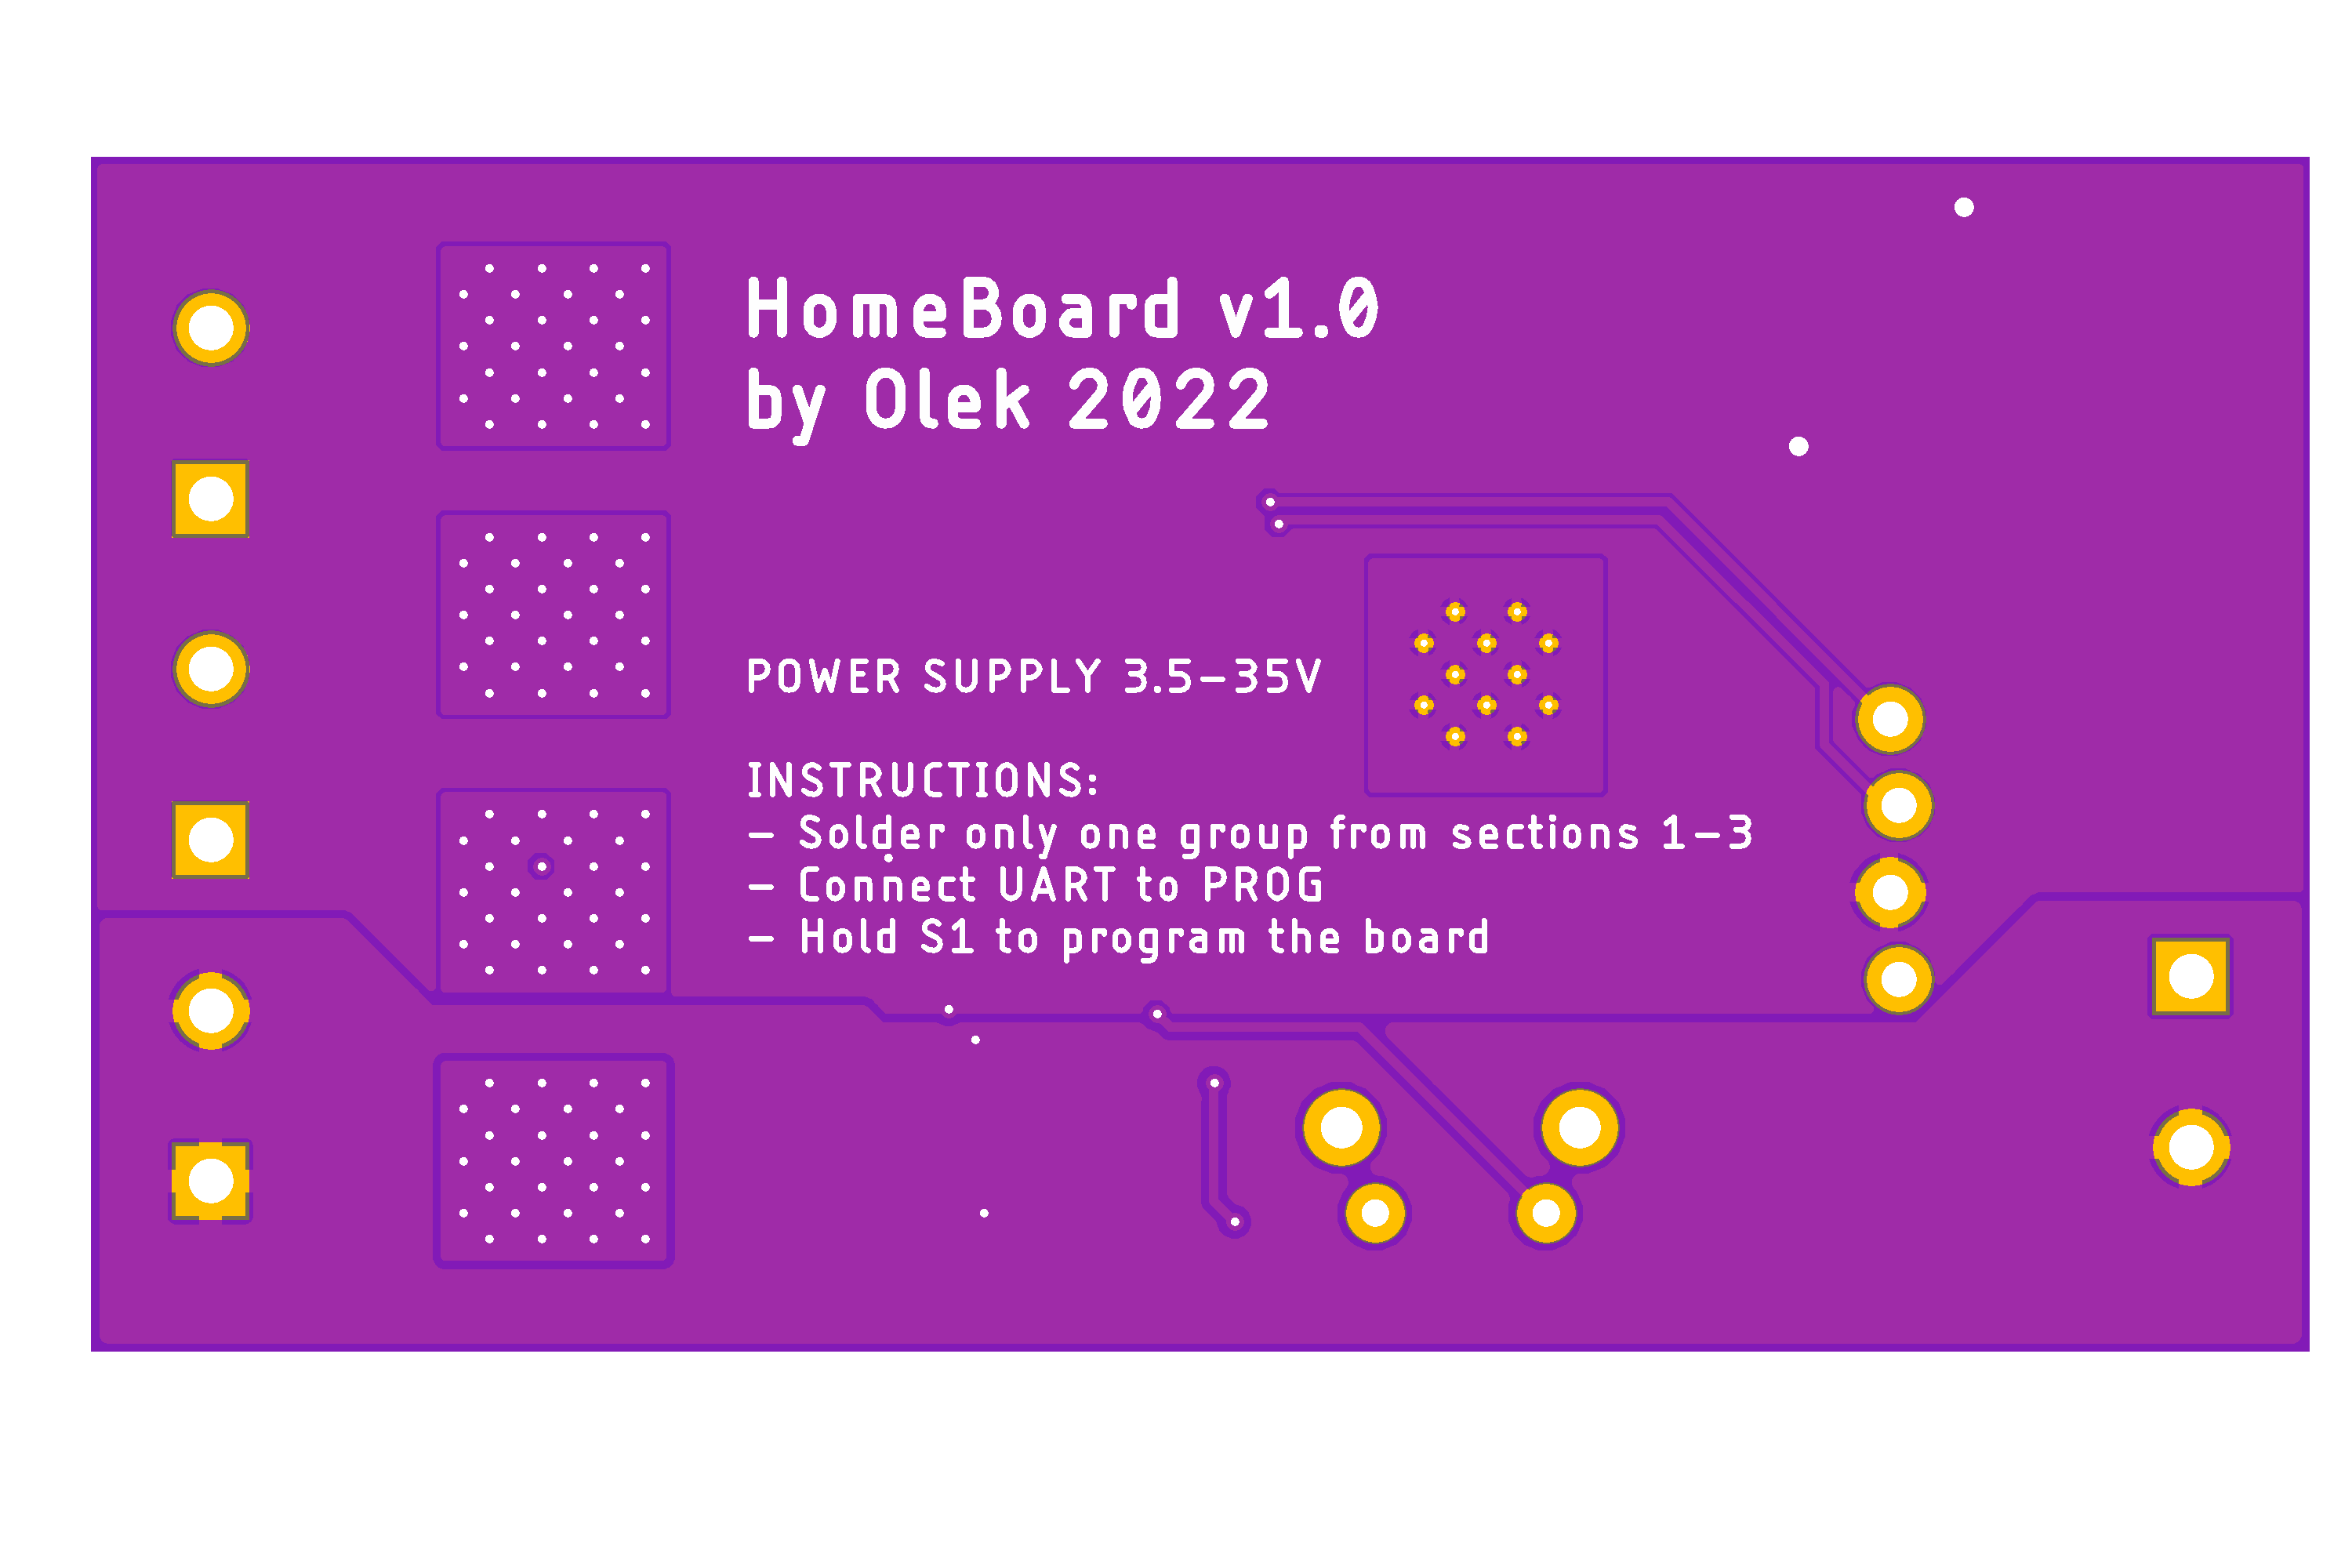 HomeBoard v1.0
by Olek 2022
POWER SUPPLY 3.5-35V
INSTRUCTIONS:
- Solder only one group from sections 1-3
- Connect UART to PROG
- Hold S1 to program the board